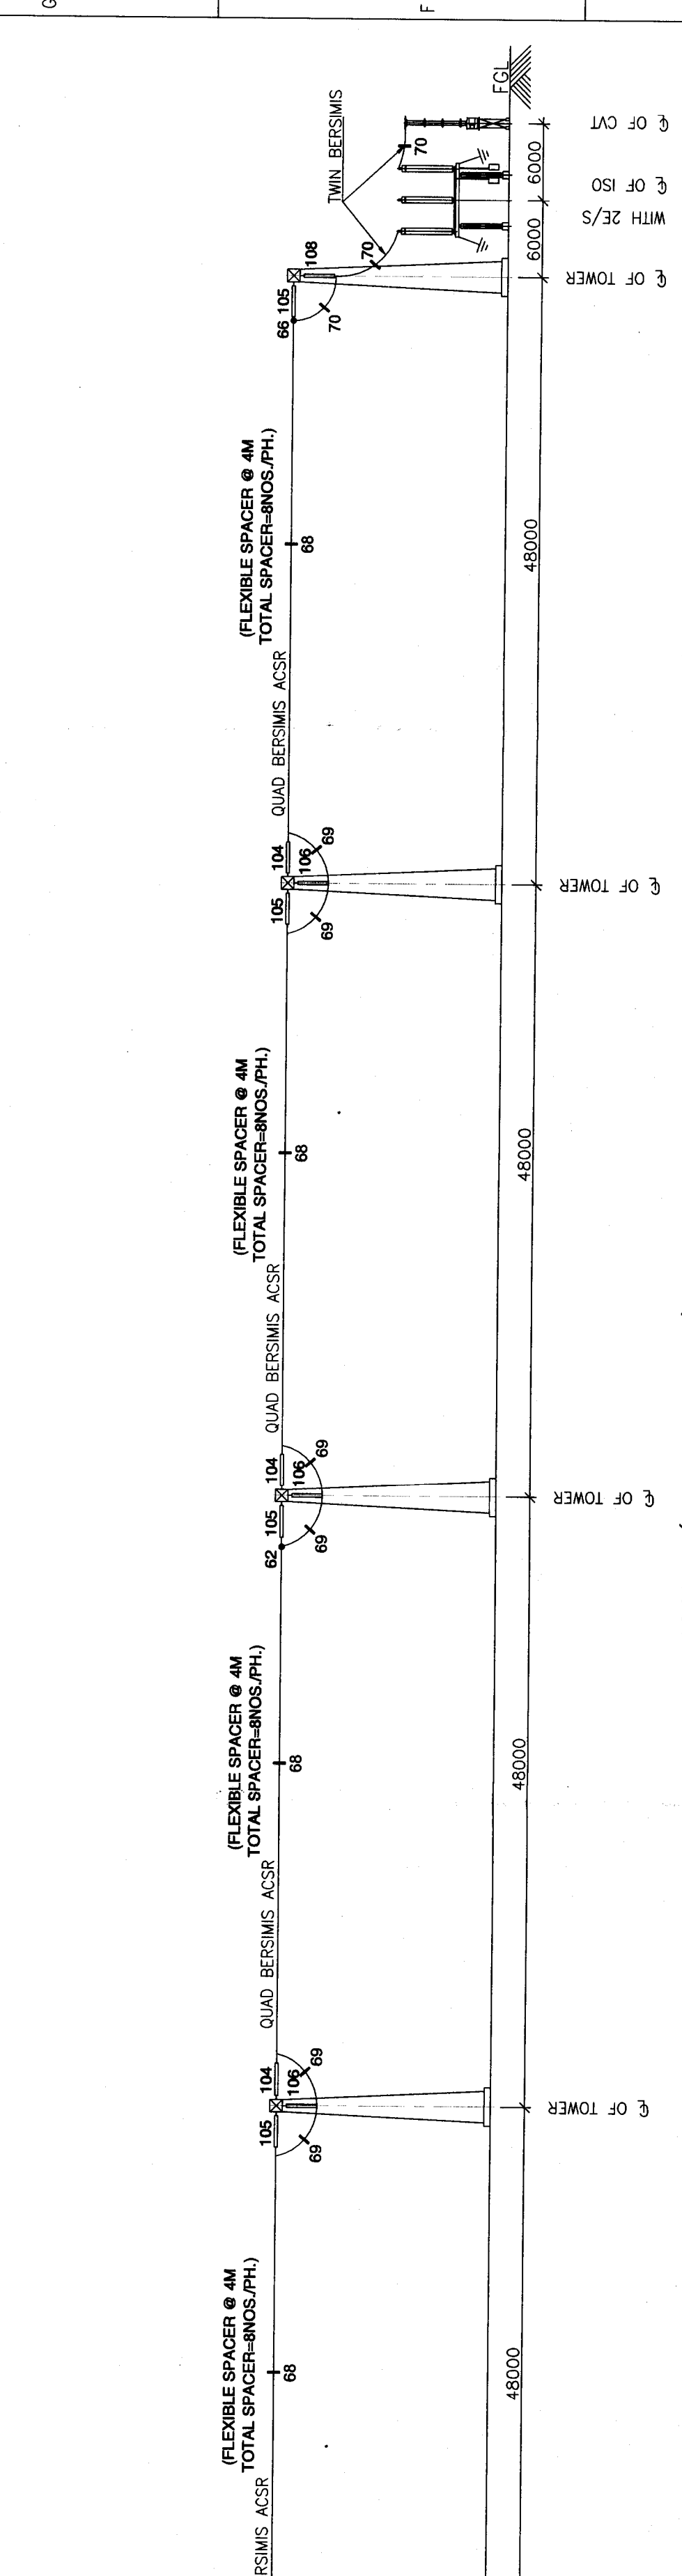 G
F
FGL
TWIN BERSIMIS
70
70
108
105
66
70
6000
6000
℄ OF CVT
℄ OF ISO
WITH 2E/S
℄ OF TOWER
(FLEXIBLE SPACER @ 4M
TOTAL SPACER=8NOS./PH.)
68
QUAD BERSIMIS ACSR
48000
104
69
106
105
69
℄ OF TOWER
(FLEXIBLE SPACER @ 4M
TOTAL SPACER=8NOS./PH.)
68
QUAD BERSIMIS ACSR
48000
104
69
106
105
62
69
℄ OF TOWER
(FLEXIBLE SPACER @ 4M
TOTAL SPACER=8NOS./PH.)
68
QUAD BERSIMIS ACSR
48000
104
69
106
105
69
℄ OF TOWER
(FLEXIBLE SPACER @ 4M
TOTAL SPACER=8NOS./PH.)
68
RSIMIS ACSR
48000